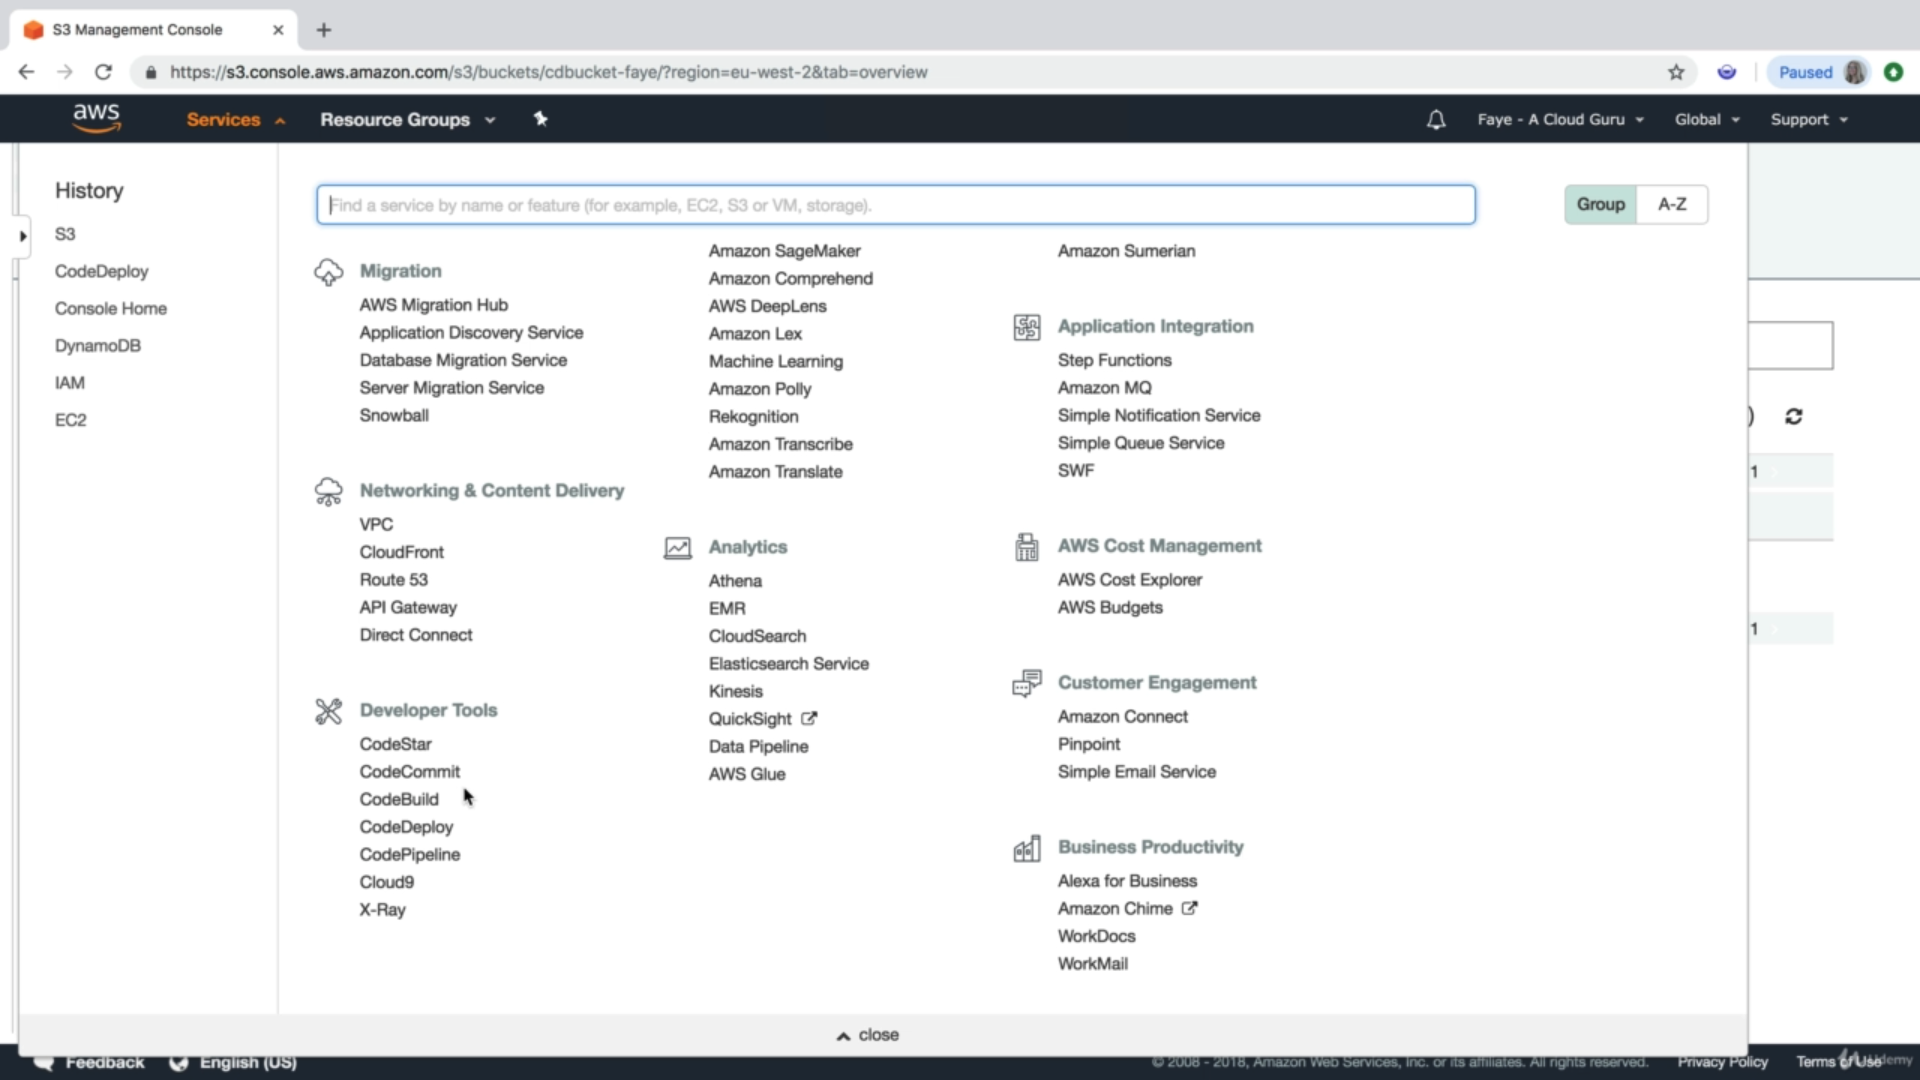 S3 Management Console
https://s3.console.aws.amazon.com/s3/buckets/cdbucket-faye/?region=eu-west-2&tab=overview
Paused
aws
Services
Resource Groups
Faye - A Cloud Guru
Global
Support
History
S3
CodeDeploy
Console Home
DynamoDB
IAM
EC2
Find a service by name or feature (for example, EC2, S3 or VM, storage).
Group
A-Z
Migration
AWS Migration Hub
Application Discovery Service
Database Migration Service
Server Migration Service
Snowball
Networking & Content Delivery
VPC
CloudFront
Route 53
API Gateway
Direct Connect
Developer Tools
CodeStar
CodeCommit
CodeBuild
CodeDeploy
CodePipeline
Cloud9
X-Ray
Amazon SageMaker
Amazon Comprehend
AWS DeepLens
Amazon Lex
Machine Learning
Amazon Polly
Rekognition
Amazon Transcribe
Amazon Translate
Analytics
Athena
EMR
CloudSearch
Elasticsearch Service
Kinesis
QuickSight
Data Pipeline
AWS Glue
Amazon Sumerian
Application Integration
Step Functions
Amazon MQ
Simple Notification Service
Simple Queue Service
SWF
AWS Cost Management
AWS Cost Explorer
AWS Budgets
Customer Engagement
Amazon Connect
Pinpoint
Simple Email Service
Business Productivity
Alexa for Business
Amazon Chime
WorkDocs
WorkMail
)
1
1
close
Feedback
English (US)
© 2008 - 2018, Amazon Web Services, Inc. or its affiliates. All rights reserved.
Privacy Policy
Terms of Use